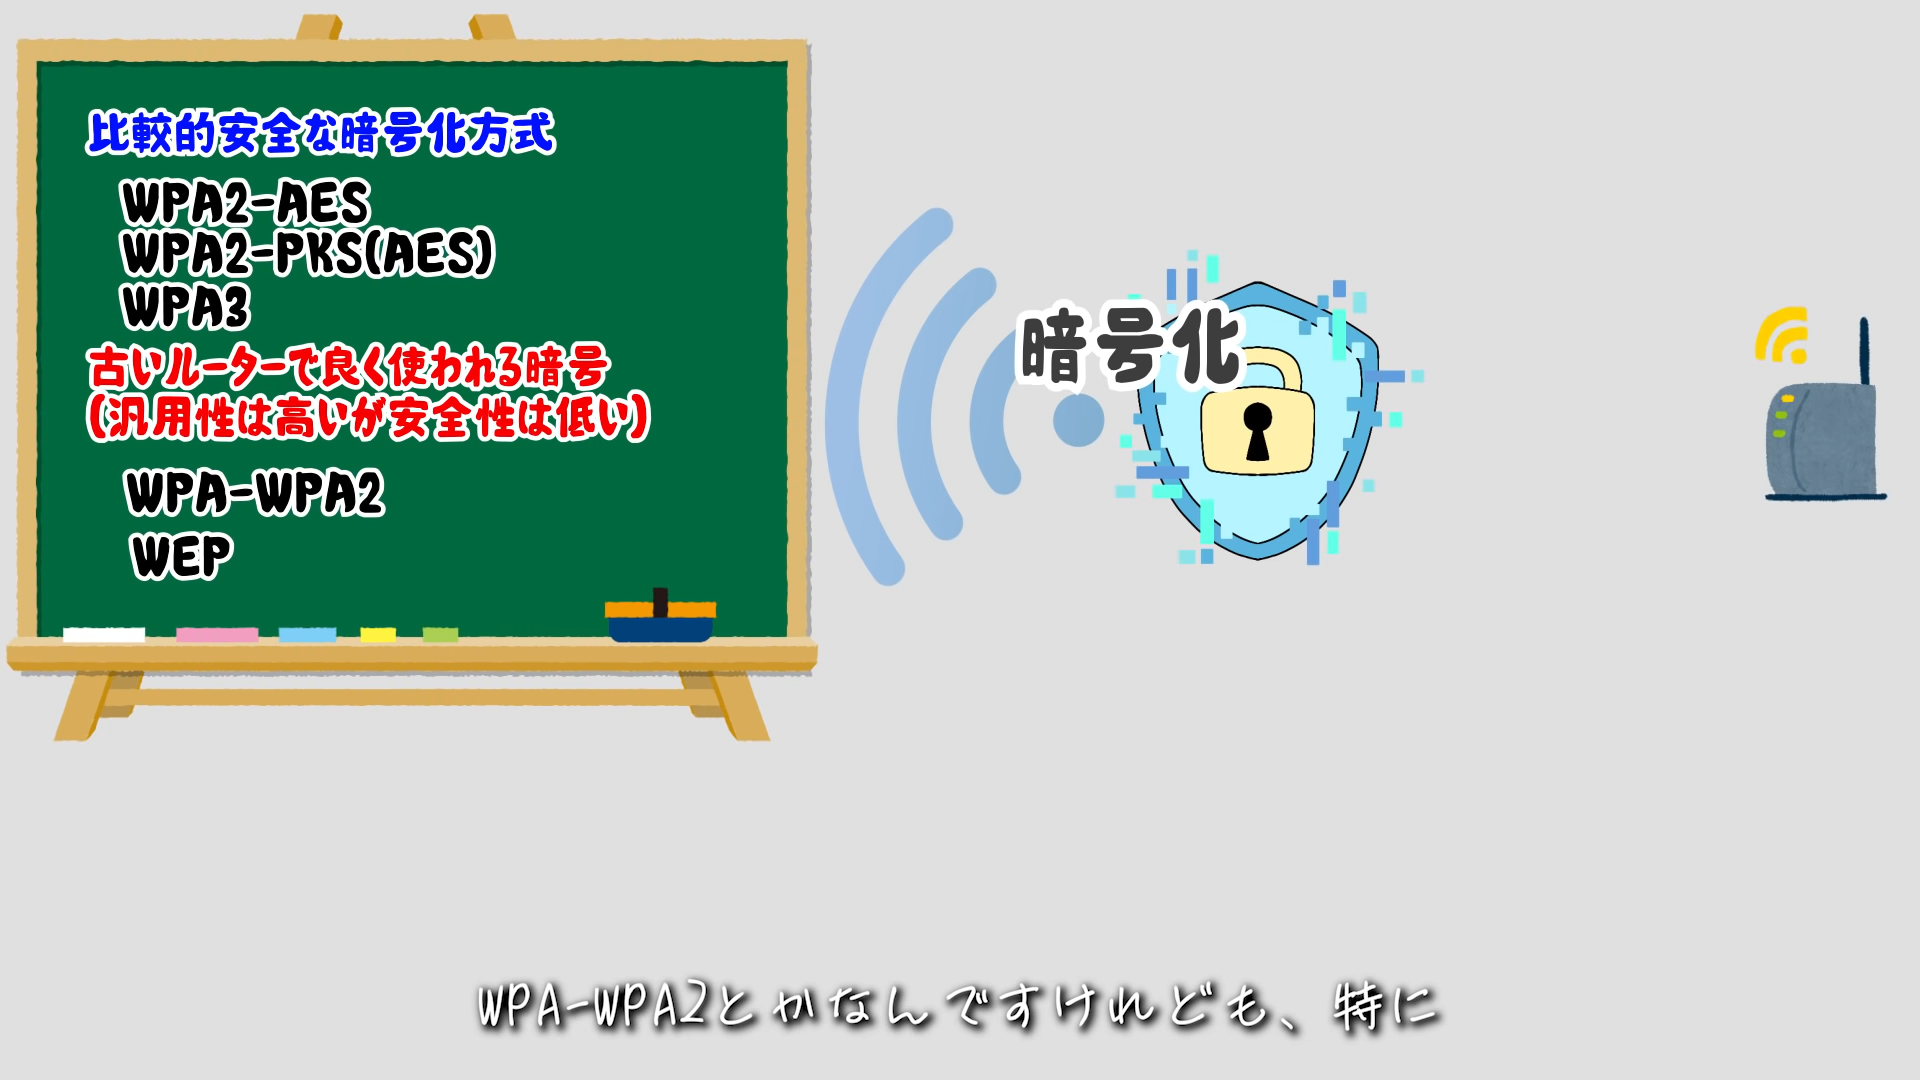 比較的安全な暗号化方式
WPA2-AES
WPA2-PKS(AES)
WPA3
古いルーターで良く使われる暗号
(汎用性は高いが安全性は低い)
WPA-WPA2
WEP
暗号化
WPA-WPA2とかなんですけれども、特に